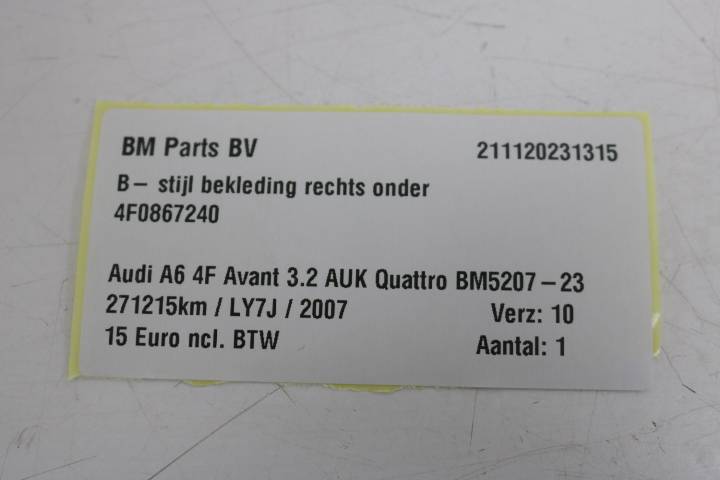 BM Parts BV 211120231315
B– stijl bekleding rechts onder
4F0867240
Audi A6 4F Avant 3.2 AUK Quattro BM5207–23
271215km / LY7J / 2007 Verz: 10
15 Euro ncl. BTW Aantal: 1